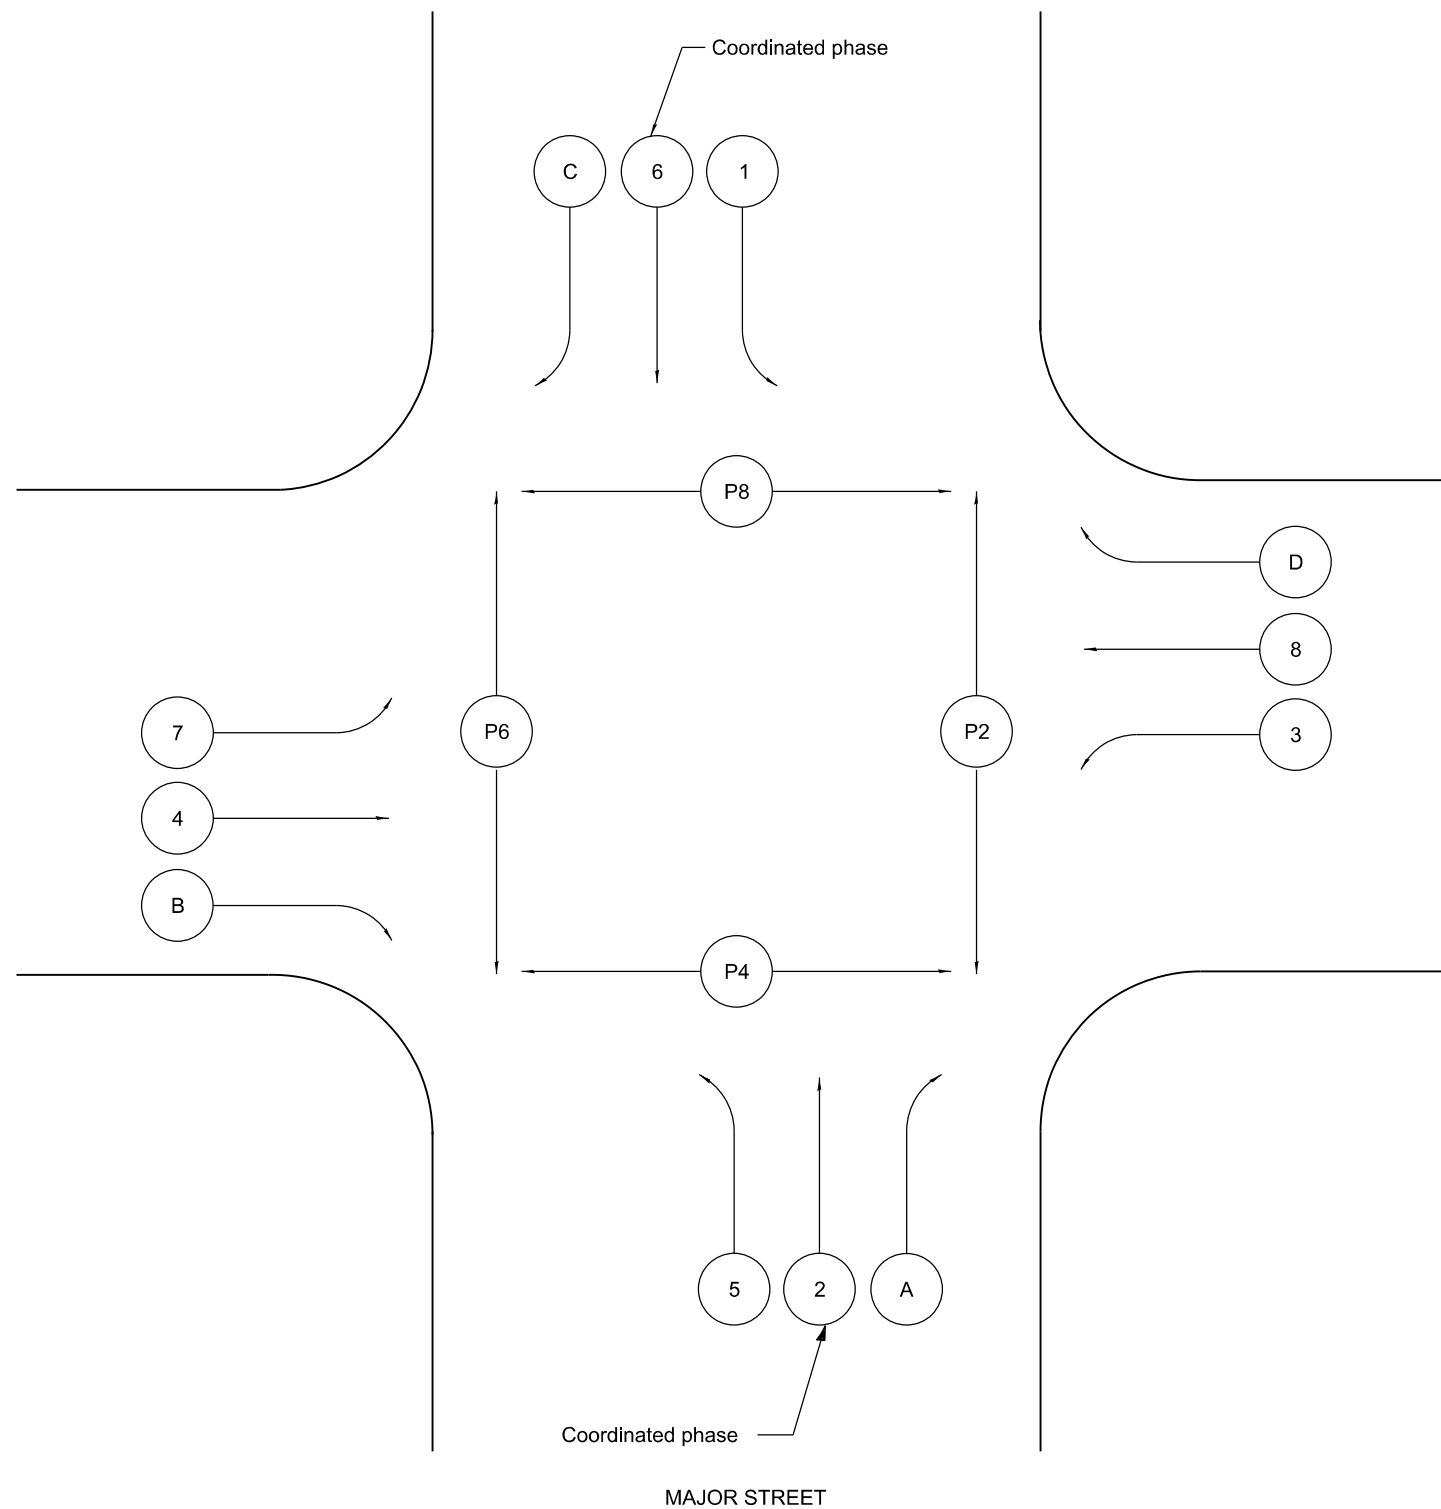 Coordinated phase
C 6 1
P8
D
8
7 P6 P2 3
4
B
P4
5 2 A
Coordinated phase
MAJOR STREET